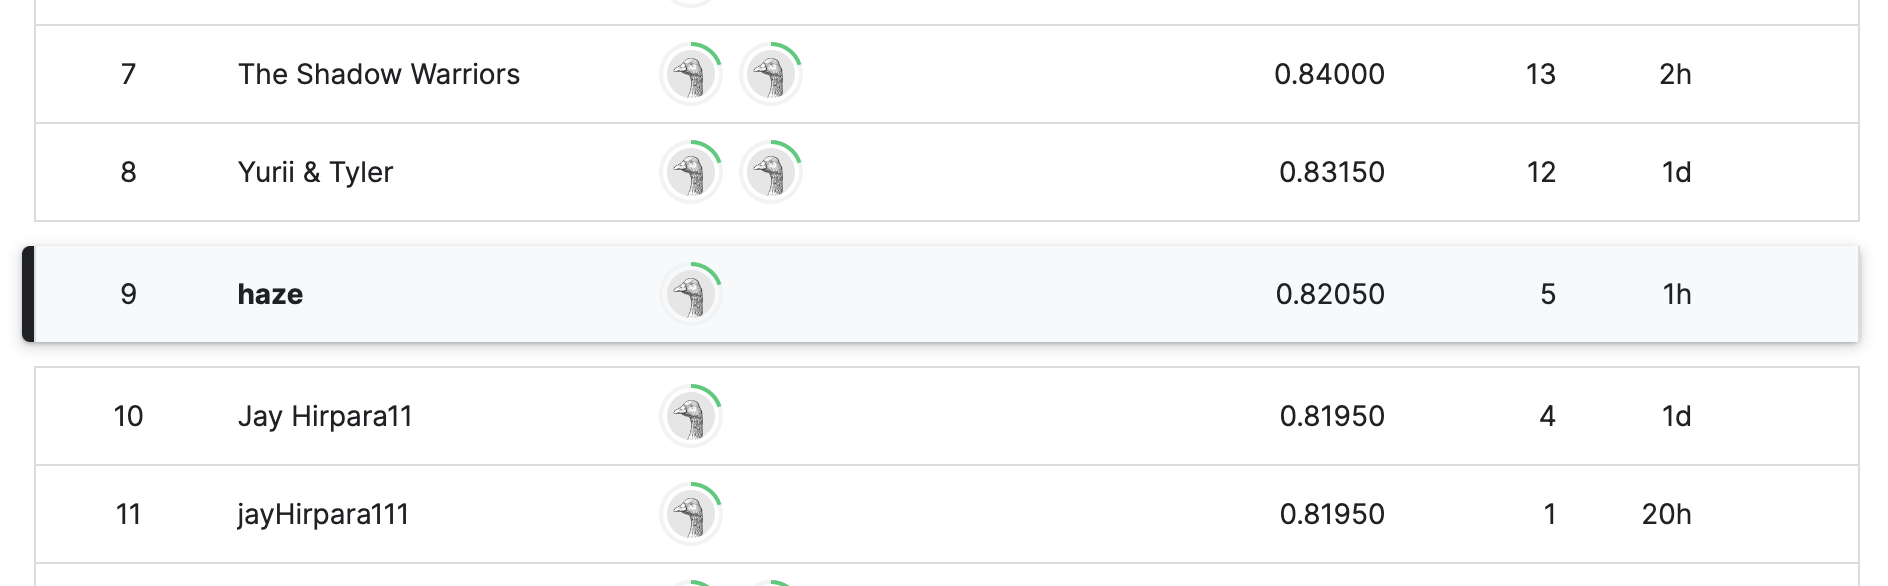 7 The Shadow Warriors 0.84000 13 2h
8 Yurii & Tyler 0.83150 12 1d
9 haze 0.82050 5 1h
10 Jay Hirpara11 0.81950 4 1d
11 jayHirpara111 0.81950 1 20h